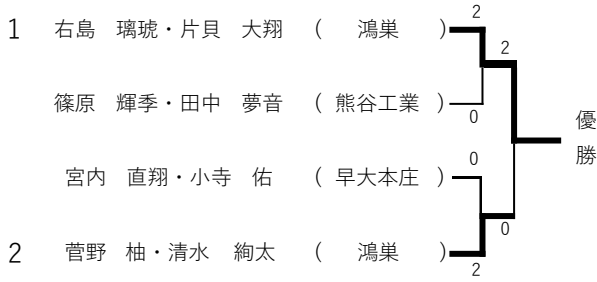 1 右島 璃琥・片貝 大翔 ( 鴻巣 ) 2
2
篠原 輝季・田中 夢音 ( 熊谷工業 ) 0
優勝
宮内 直翔・小寺 佑 ( 早大本庄 ) 0
0
2 菅野 柚・清水 絢太 ( 鴻巣 ) 2